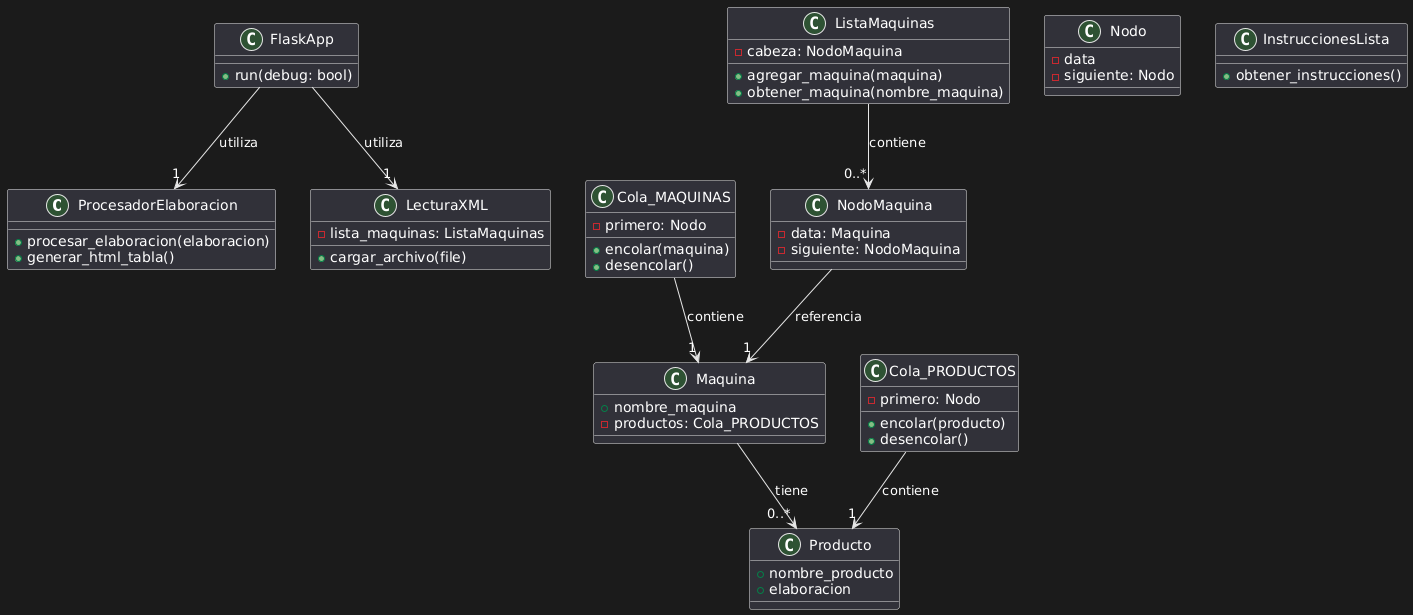 C FlaskApp
run(debug: bool)
C ListaMaquinas
cabeza: NodoMaquina
agregar_maquina(maquina)
obtener_maquina(nombre_maquina)
C Nodo
data
siguiente: Nodo
C InstruccionesLista
obtener_instrucciones()
utiliza
1
utiliza
1
contiene
0..*
C ProcesadorElaboracion
procesar_elaboracion(elaboracion)
generar_html_tabla()
C LecturaXML
lista_maquinas: ListaMaquinas
cargar_archivo(file)
C Cola_MAQUINAS
primero: Nodo
encolar(maquina)
desencolar()
C NodoMaquina
data: Maquina
siguiente: NodoMaquina
contiene
1
referencia
1
C Maquina
nombre_maquina
productos: Cola_PRODUCTOS
C Cola_PRODUCTOS
primero: Nodo
encolar(producto)
desencolar()
tiene
0..*
contiene
1
C Producto
nombre_producto
elaboracion